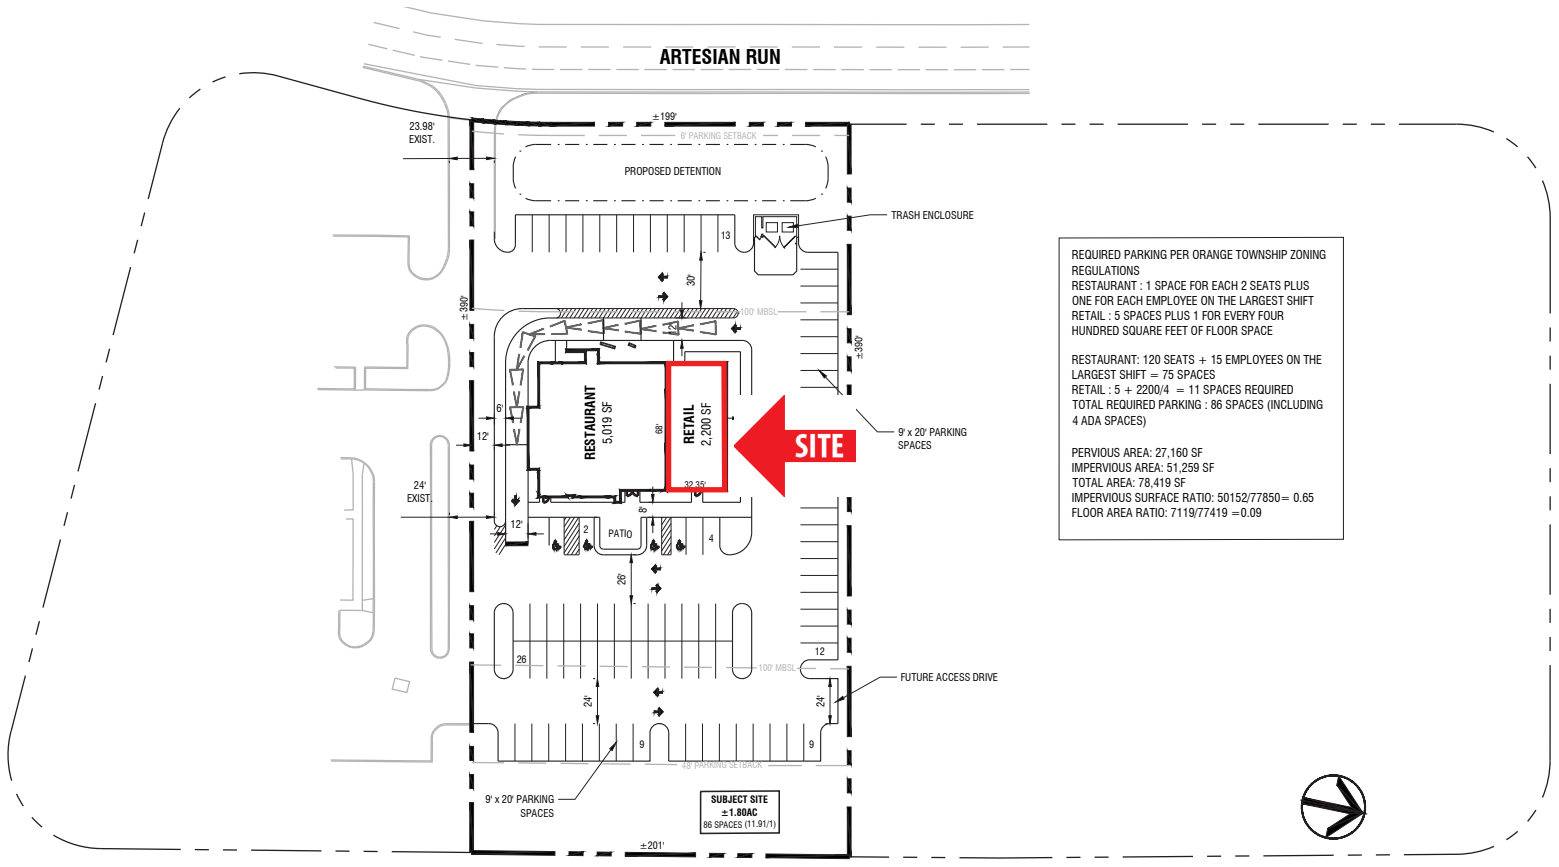 ARTESIAN RUN
±199'
23.98'
EXIST.
6' PARKING SETBACK
PROPOSED DETENTION
TRASH ENCLOSURE
13
30'
±390'
100' MBSL
12'
±390'
6'
12'
RESTAURANT
5,019 SF
68'
RETAIL
2,200 SF
SITE
9' x 20' PARKING
SPACES
32.35'
24'
EXIST.
12'
8'
2
PATIO
4
26'
26
12
100' MBSL
FUTURE ACCESS DRIVE
24'
24'
9
9
48' PARKING SETBACK
9' x 20' PARKING
SPACES
SUBJECT SITE
±1.80AC
86 SPACES (11.91/1)
±201'
REQUIRED PARKING PER ORANGE TOWNSHIP ZONING
REGULATIONS
RESTAURANT : 1 SPACE FOR EACH 2 SEATS PLUS
ONE FOR EACH EMPLOYEE ON THE LARGEST SHIFT
RETAIL : 5 SPACES PLUS 1 FOR EVERY FOUR
HUNDRED SQUARE FEET OF FLOOR SPACE
RESTAURANT: 120 SEATS + 15 EMPLOYEES ON THE
LARGEST SHIFT = 75 SPACES
RETAIL : 5 + 2200/4 = 11 SPACES REQUIRED
TOTAL REQUIRED PARKING : 86 SPACES (INCLUDING
4 ADA SPACES)
PERVIOUS AREA: 27,160 SF
IMPERVIOUS AREA: 51,259 SF
TOTAL AREA: 78,419 SF
IMPERVIOUS SURFACE RATIO: 50152/77850= 0.65
FLOOR AREA RATIO: 7119/77419 =0.09